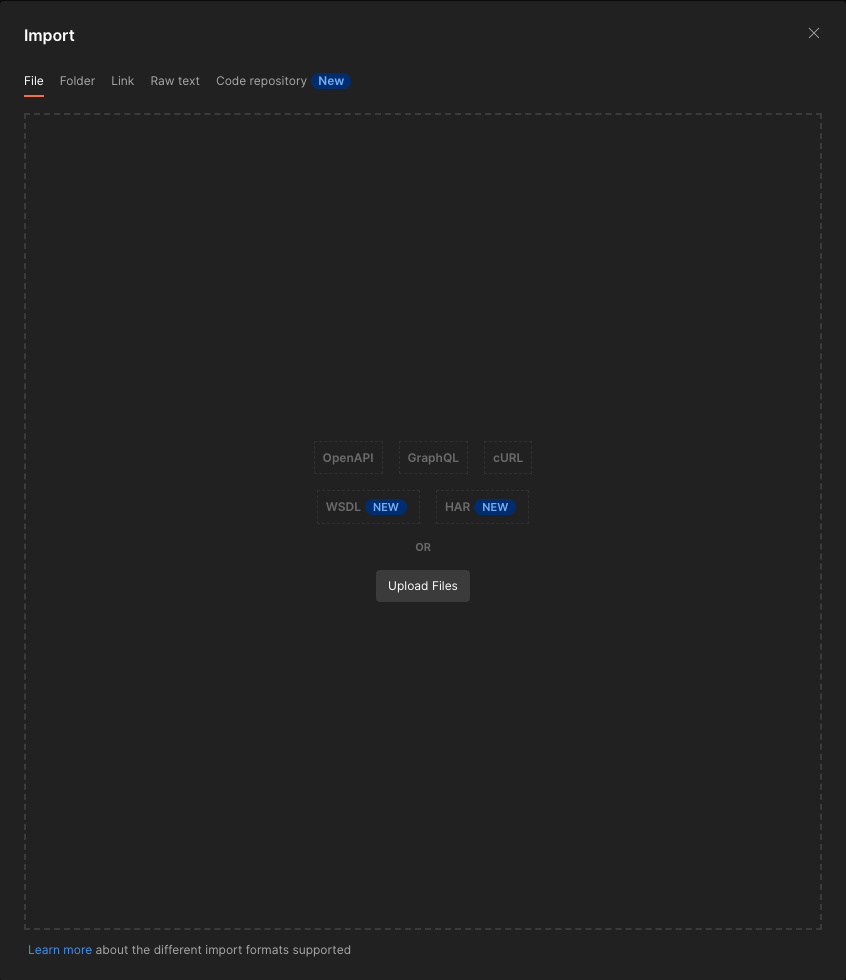 Import
File Folder Link Raw text Code repository New
OpenAPI GraphQL cURL
WSDL NEW HAR NEW
OR
Upload Files
Learn more about the different import formats supported